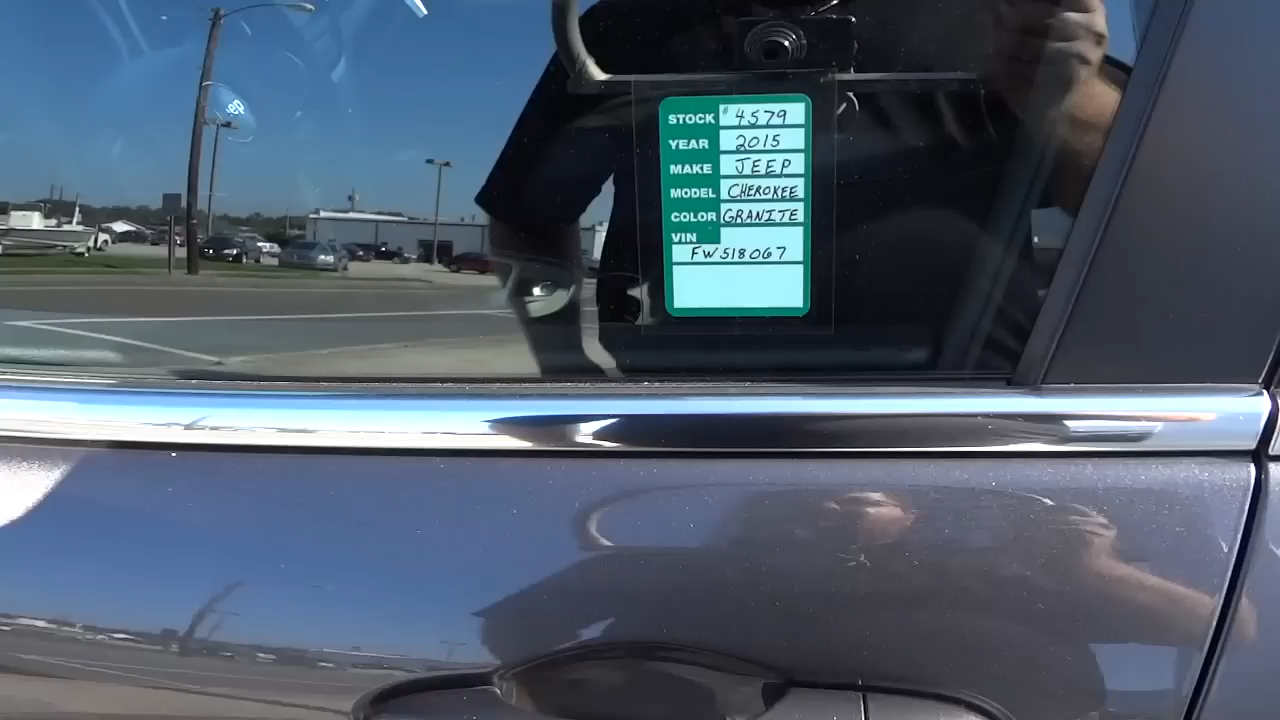 STOCK # 4579
YEAR 2015
MAKE JEEP
MODEL CHEROKEE
COLOR GRANITE
VIN
FW518067